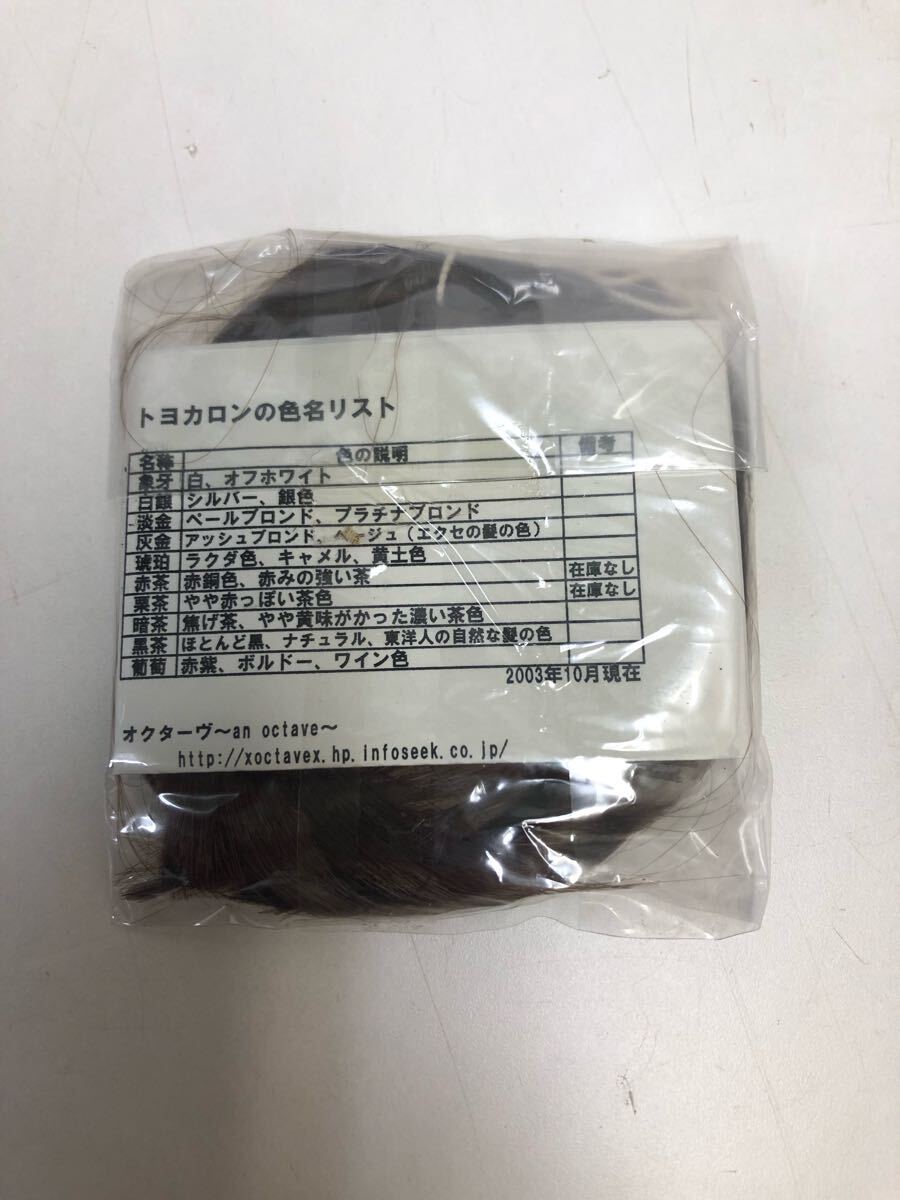 トヨカロンの色名リスト
名称 色の説明 備考
象牙 白、オフホワイト
白銀 シルバー、銀色
淡金 ペールブロンド、プラチナブロンド
灰金 アッシュブロンド、ベージュ(エクセの髪の色)
琥珀 ラクダ色、キャメル、黄土色
赤茶 赤銅色、赤みの強い茶 在庫なし
栗茶 やや赤っぽい茶色 在庫なし
暗茶 焦げ茶、やや黄味がかった濃い茶色
黒茶 ほとんど黒、ナチュラル、東洋人の自然な髪の色
葡萄 赤紫、ボルドー、ワイン色
2003年10月現在
オクターヴ〜an octave〜
http://xoctavex.hp.infoseek.co.jp/